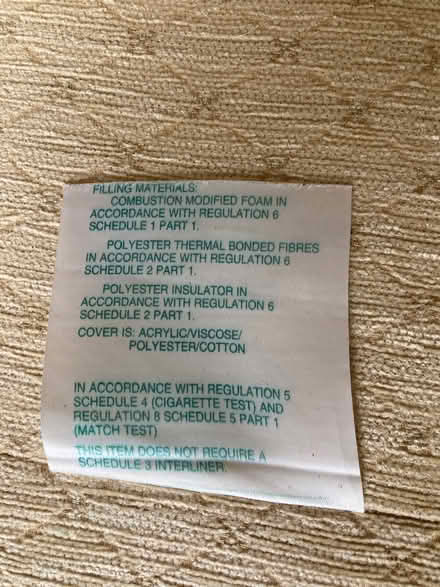 FILLING MATERIALS:
COMBUSTION MODIFIED FOAM IN
ACCORDANCE WITH REGULATION 6
SCHEDULE 1 PART 1.
POLYESTER THERMAL BONDED FIBRES
IN ACCORDANCE WITH REGULATION 6
SCHEDULE 2 PART 1.
POLYESTER INSULATOR IN
ACCORDANCE WITH REGULATION 6
SCHEDULE 2 PART 1.
COVER IS: ACRYLIC/VISCOSE/
POLYESTER/COTTON
IN ACCORDANCE WITH REGULATION 5
SCHEDULE 4 (CIGARETTE TEST) AND
REGULATION 8 SCHEDULE 5 PART 1
(MATCH TEST)
THIS ITEM DOES NOT REQUIRE A
SCHEDULE 3 INTERLINER.